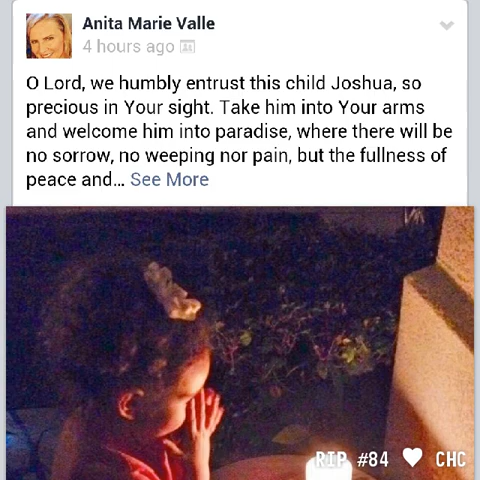 Anita Marie Valle
4 hours ago
O Lord, we humbly entrust this child Joshua, so
precious in Your sight. Take him into Your arms
and welcome him into paradise, where there will be
no sorrow, no weeping nor pain, but the fullness of
peace and... See More
RIP #84 ♥ CHC